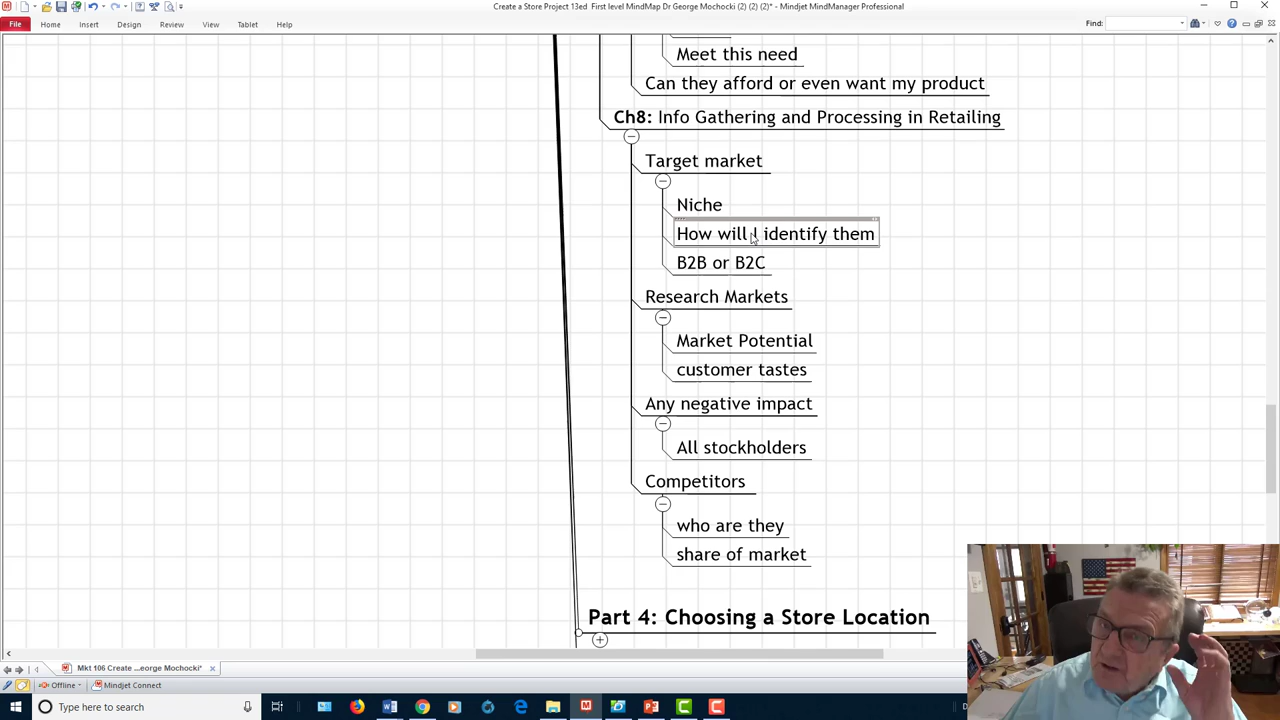 Create a Store Project 13ed First level MindMap Dr George Mochocki (2) (2) (2)* - Mindjet MindManager Professional
File Home Insert Design Review View Tablet Help Find:
Meet this need
Can they afford or even want my product
Ch8: Info Gathering and Processing in Retailing
Target market
Niche
How will I identify them
B2B or B2C
Research Markets
Market Potential
customer tastes
Any negative impact
All stockholders
Competitors
who are they
share of market
Part 4: Choosing a Store Location
Mkt 106 Create ...eorge Mochocki*
Offline Mindjet Connect
Type here to search